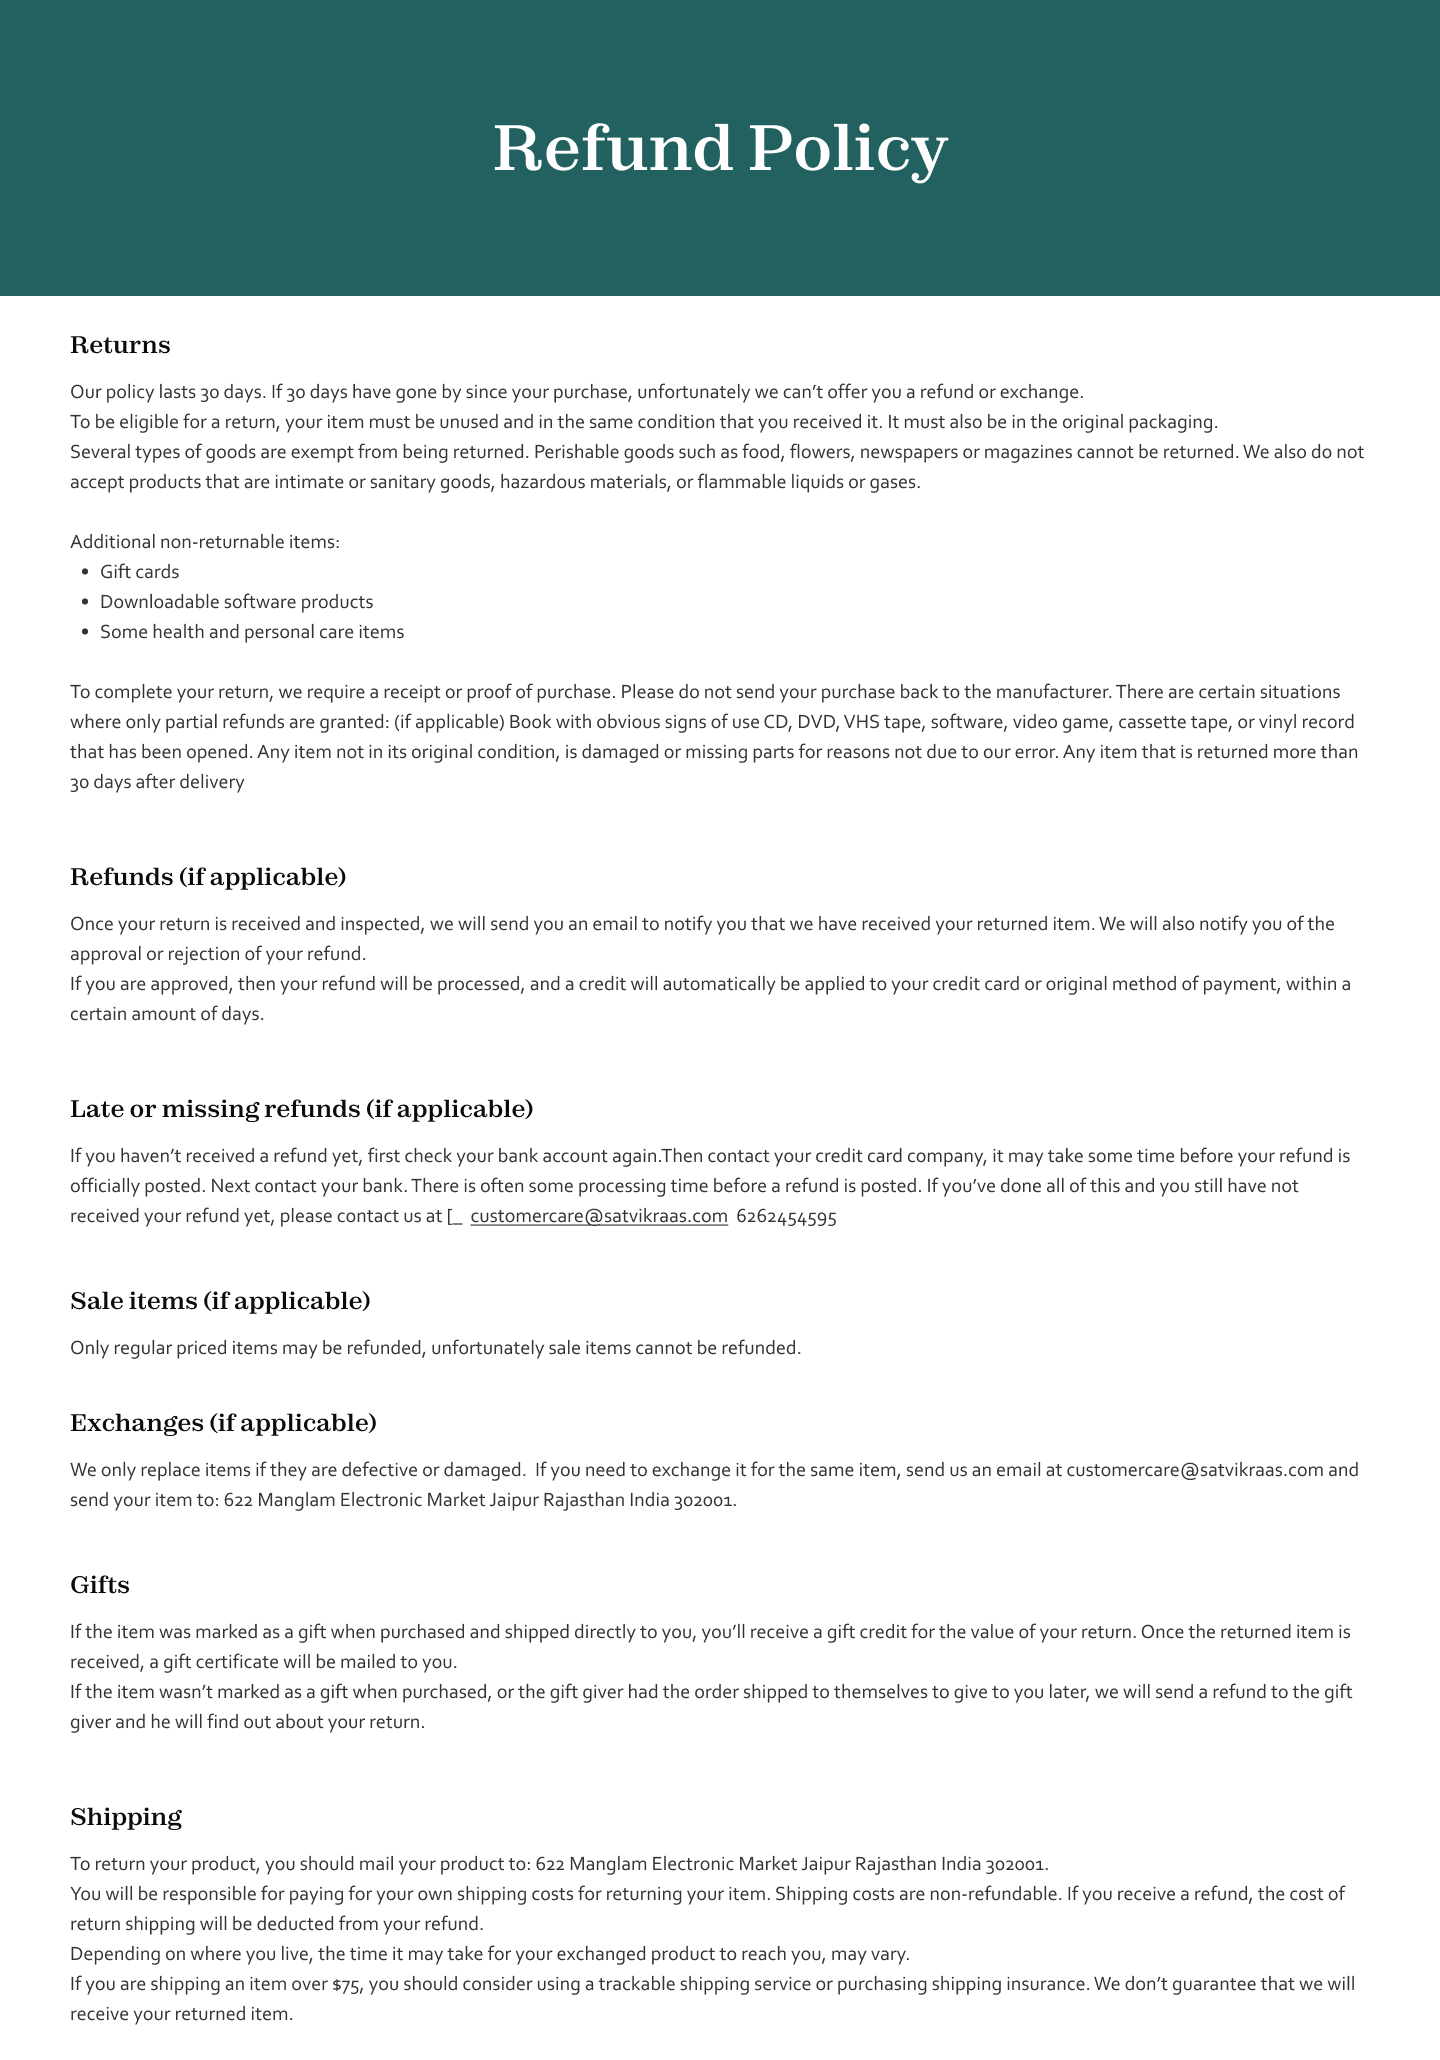 Refund Policy
Returns
Our policy lasts 30 days. If 30 days have gone by since your purchase, unfortunately we can’t offer you a refund or exchange.
To be eligible for a return, your item must be unused and in the same condition that you received it. It must also be in the original packaging.
Several types of goods are exempt from being returned. Perishable goods such as food, flowers, newspapers or magazines cannot be returned. We also do not
accept products that are intimate or sanitary goods, hazardous materials, or flammable liquids or gases.
Additional non-returnable items:
• Gift cards
• Downloadable software products
• Some health and personal care items
To complete your return, we require a receipt or proof of purchase. Please do not send your purchase back to the manufacturer. There are certain situations
where only partial refunds are granted: (if applicable) Book with obvious signs of use CD, DVD, VHS tape, software, video game, cassette tape, or vinyl record
that has been opened. Any item not in its original condition, is damaged or missing parts for reasons not due to our error. Any item that is returned more than
30 days after delivery
Refunds (if applicable)
Once your return is received and inspected, we will send you an email to notify you that we have received your returned item. We will also notify you of the
approval or rejection of your refund.
If you are approved, then your refund will be processed, and a credit will automatically be applied to your credit card or original method of payment, within a
certain amount of days.
Late or missing refunds (if applicable)
If you haven’t received a refund yet, first check your bank account again.Then contact your credit card company, it may take some time before your refund is
officially posted. Next contact your bank. There is often some processing time before a refund is posted. If you’ve done all of this and you still have not
received your refund yet, please contact us at [_ customercare@satvikraas.com 6262454595
Sale items (if applicable)
Only regular priced items may be refunded, unfortunately sale items cannot be refunded.
Exchanges (if applicable)
We only replace items if they are defective or damaged. If you need to exchange it for the same item, send us an email at customercare@satvikraas.com and
send your item to: 622 Manglam Electronic Market Jaipur Rajasthan India 302001.
Gifts
If the item was marked as a gift when purchased and shipped directly to you, you’ll receive a gift credit for the value of your return. Once the returned item is
received, a gift certificate will be mailed to you.
If the item wasn’t marked as a gift when purchased, or the gift giver had the order shipped to themselves to give to you later, we will send a refund to the gift
giver and he will find out about your return.
Shipping
To return your product, you should mail your product to: 622 Manglam Electronic Market Jaipur Rajasthan India 302001.
You will be responsible for paying for your own shipping costs for returning your item. Shipping costs are non-refundable. If you receive a refund, the cost of
return shipping will be deducted from your refund.
Depending on where you live, the time it may take for your exchanged product to reach you, may vary.
If you are shipping an item over $75, you should consider using a trackable shipping service or purchasing shipping insurance. We don’t guarantee that we will
receive your returned item.